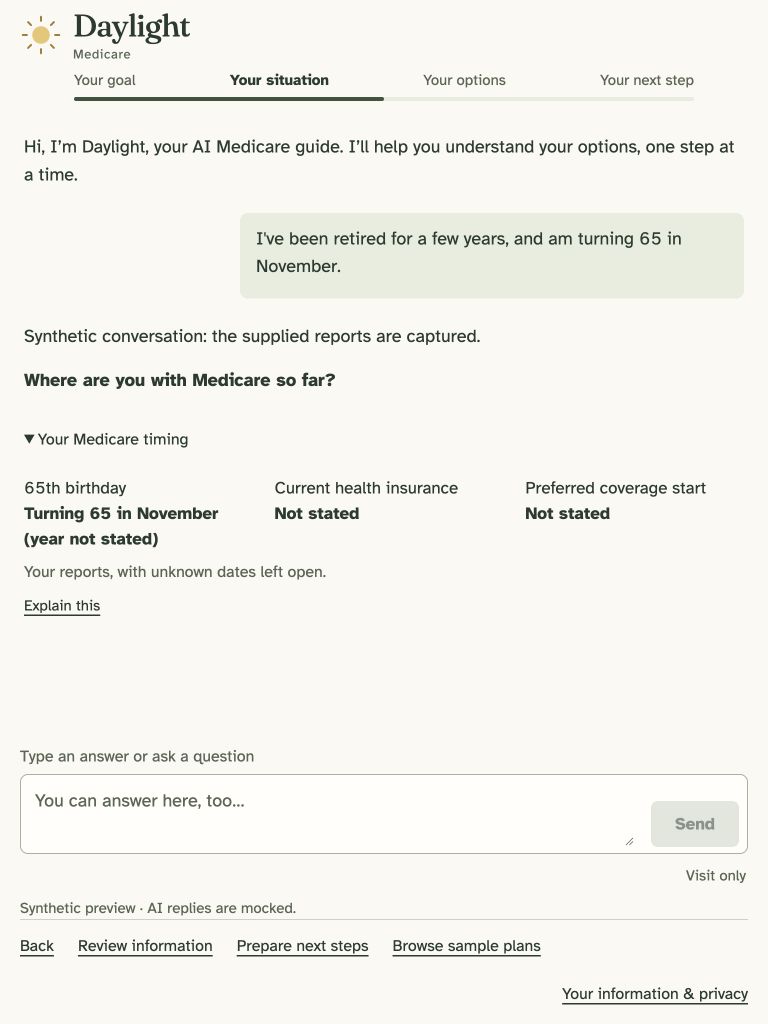 Daylight
Medicare
Your goal
Your situation
Your options
Your next step
Hi, I’m Daylight, your AI Medicare guide. I’ll help you understand your options, one step at
a time.
I've been retired for a few years, and am turning 65 in
November.
Synthetic conversation: the supplied reports are captured.
Where are you with Medicare so far?
▼ Your Medicare timing
65th birthday
Turning 65 in November
(year not stated)
Current health insurance
Not stated
Preferred coverage start
Not stated
Your reports, with unknown dates left open.
Explain this
Type an answer or ask a question
You can answer here, too...
Send
Visit only
Synthetic preview · AI replies are mocked.
Back
Review information
Prepare next steps
Browse sample plans
Your information & privacy